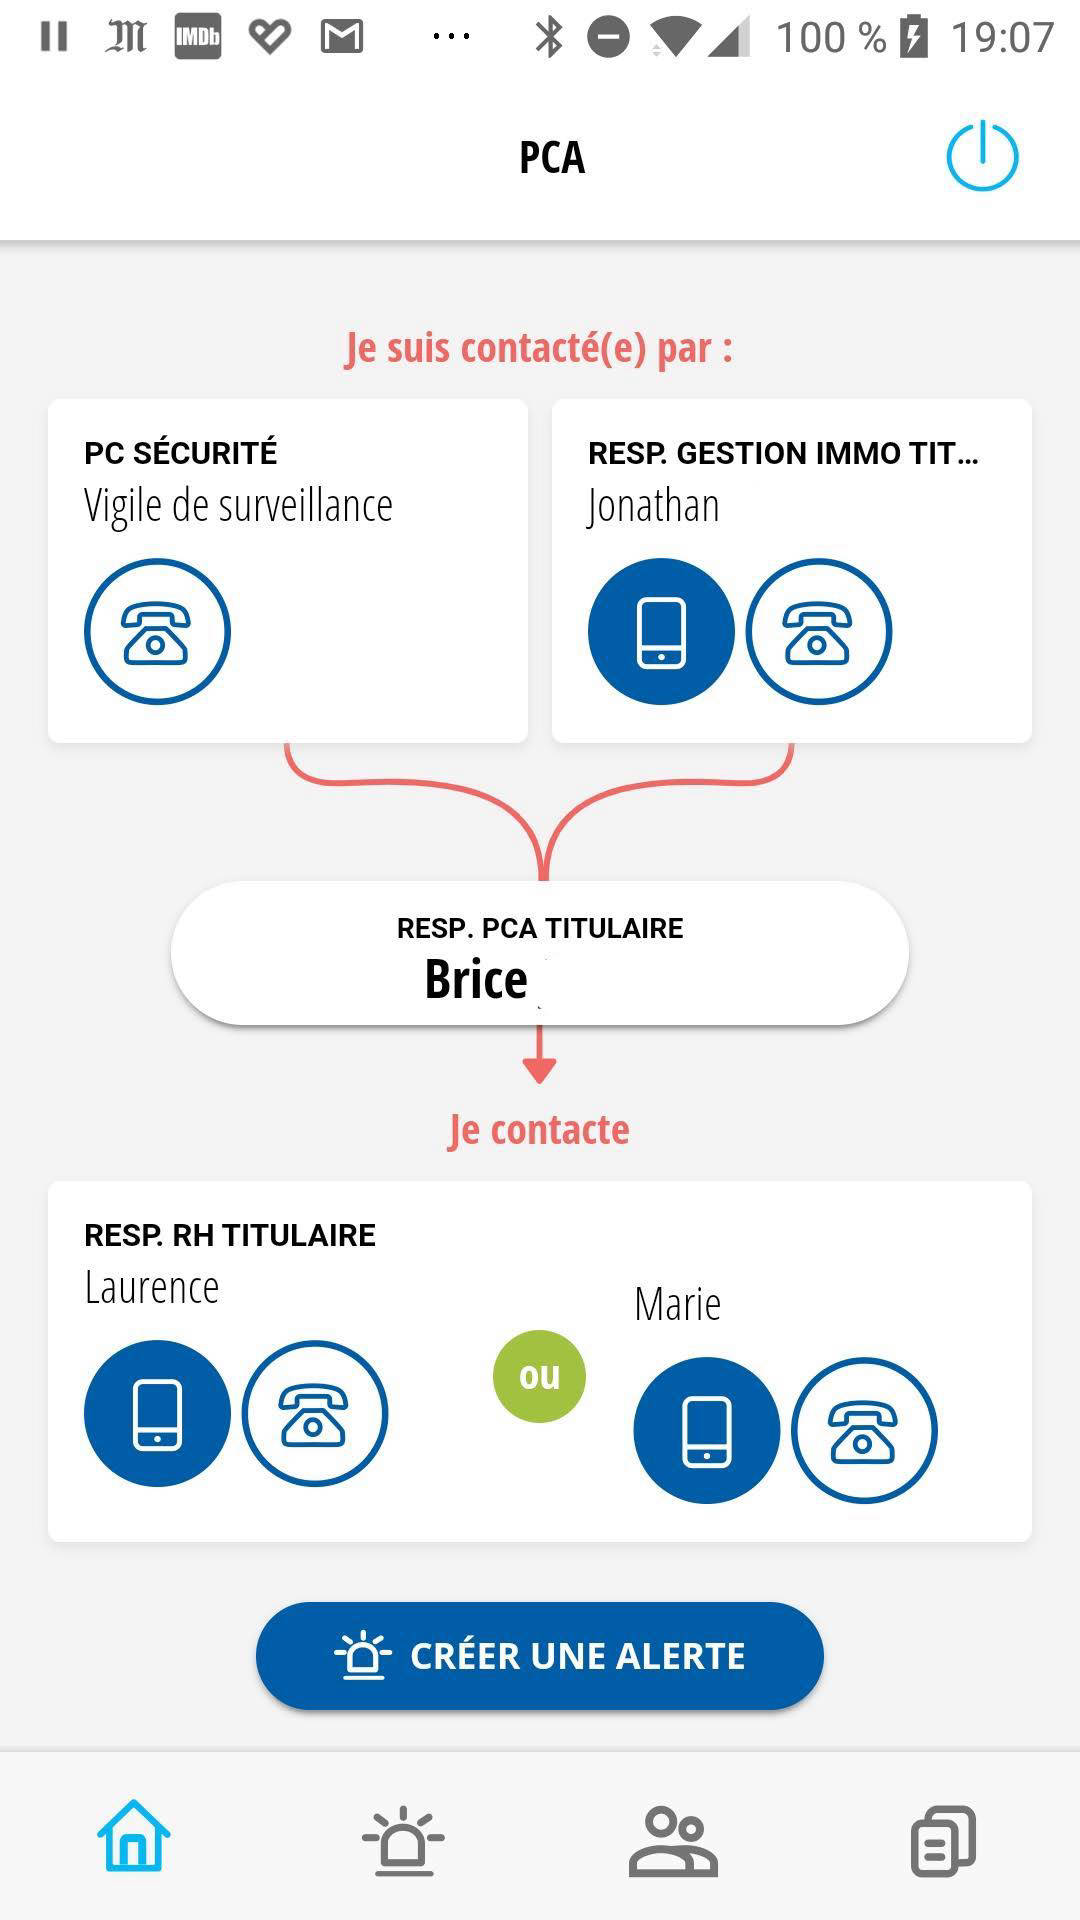 IMDb
100 %
19:07
PCA
Je suis contacté(e) par :
PC SÉCURITÉ
Vigile de surveillance
RESP. GESTION IMMO TIT...
Jonathan
RESP. PCA TITULAIRE
Brice
Je contacte
RESP. RH TITULAIRE
Laurence
ou
Marie
CRÉER UNE ALERTE